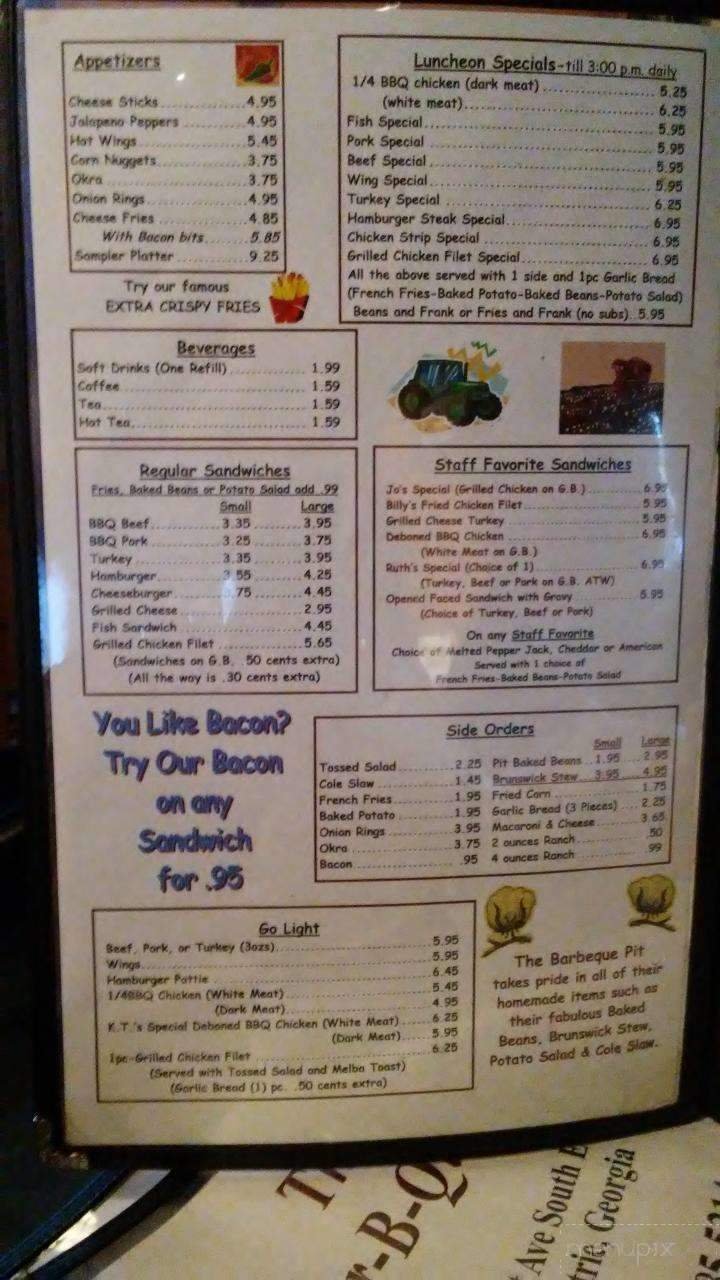 Appetizers
Cheese Sticks 4.95
Jalapeno Peppers 4.95
Hot Wings 5.45
Corn Nuggets 3.75
Okra 3.75
Onion Rings 4.95
Cheese Fries 4.85
With Bacon bits 5.85
Sampler Platter 9.25
Try our famous
EXTRA CRISPY FRIES
Luncheon Specials-till 3:00 p.m. daily
1/4 BBQ chicken (dark meat) 5.25
(white meat) 6.25
Fish Special 5.95
Pork Special 5.95
Beef Special 5.95
Wing Special 5.95
Turkey Special 6.25
Hamburger Steak Special 6.95
Chicken Strip Special 6.95
Grilled Chicken Filet Special 6.95
All the above served with 1 side and 1pc Garlic Bread
(French Fries-Baked Potato-Baked Beans-Potato Salad)
Beans and Frank or Fries and Frank (no subs)..5.95
Beverages
Soft Drinks (One Refill) 1.99
Coffee 1.59
Tea 1.59
Hot Tea 1.59
Regular Sandwiches
Fries, Baked Beans or Potato Salad add .99
Small Large
BBQ Beef 3.35 3.95
BBQ Pork 3.25 3.75
Turkey 3.35 3.95
Hamburger 3.55 4.25
Cheeseburger .75 4.45
Grilled Cheese 2.95
Fish Sardwich 4.45
Grilled Chicken Filet 5.65
(Sandwiches on G.B. .50 cents extra)
(All the way is .30 cents extra)
Staff Favorite Sandwiches
Jo's Special (Grilled Chicken on G.B.) 6.95
Billy's Fried Chicken Filet 5.95
Grilled Cheese Turkey 5.95
Deboned BBQ Chicken 6.95
(White Meat on G.B.)
Ruth's Special (Choice of 1) 6.95
(Turkey, Beef or Pork on G.B. ATW)
Opened Faced Sandwich with Gravy 5.95
(Choice of Turkey, Beef or Pork)
On any Staff Favorite
Choice of Melted Pepper Jack, Cheddar or American
Served with 1 choice of
French Fries-Baked Beans-Potato Salad
You Like Bacon?
Try Our Bacon
on any
Sandwich
for .95
Side Orders
Tossed Salad 2.25
Cole Slaw 1.45
French Fries 1.95
Baked Potato 1.95
Onion Rings 3.95
Okra 3.75
Bacon .95
Small Large
Pit Baked Beans 1.95 2.95
Brunswick Stew 3.95 4.95
Fried Corn 1.75
Garlic Bread (3 Pieces) 2.25
Macaroni & Cheese 3.65
2 ounces Ranch .50
4 ounces Ranch .99
Go Light
Beef, Pork, or Turkey (3ozs) 5.95
Wings 5.95
Hamburger Pattie 6.45
1/4BBQ Chicken (White Meat) 5.45
(Dark Meat) 4.95
K.T.'s Special Deboned BBQ Chicken (White Meat) 6.25
(Dark Meat) 5.95
1pc-Grilled Chicken Filet 6.25
(Served with Tossed Salad and Melba Toast)
(Garlic Bread (1) pc. .50 cents extra)
The Barbeque Pit
takes pride in all of their
homemade items such as
their fabulous Baked
Beans, Brunswick Stew,
Potato Salad & Cole Slaw.
Ave South
Georgia
menupix